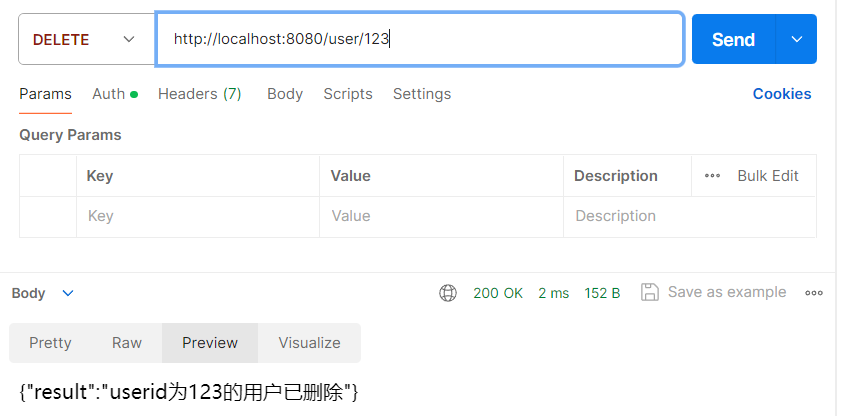 DELETE http://localhost:8080/user/123 Send
Params Auth Headers (7) Body Scripts Settings Cookies
Query Params
Key Value Description Bulk Edit
Key Value Description
Body 200 OK 2 ms 152 B Save as example
Pretty Raw Preview Visualize
{"result":"userid为123的用户已删除"}